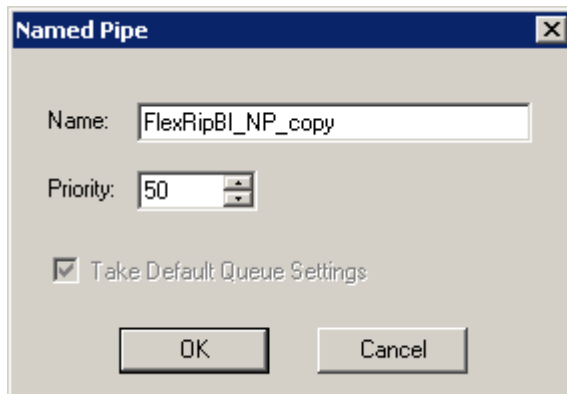 Named Pipe
Name: FlexRipBI_NP_copy
Priority: 50
Take Default Queue Settings
OK Cancel